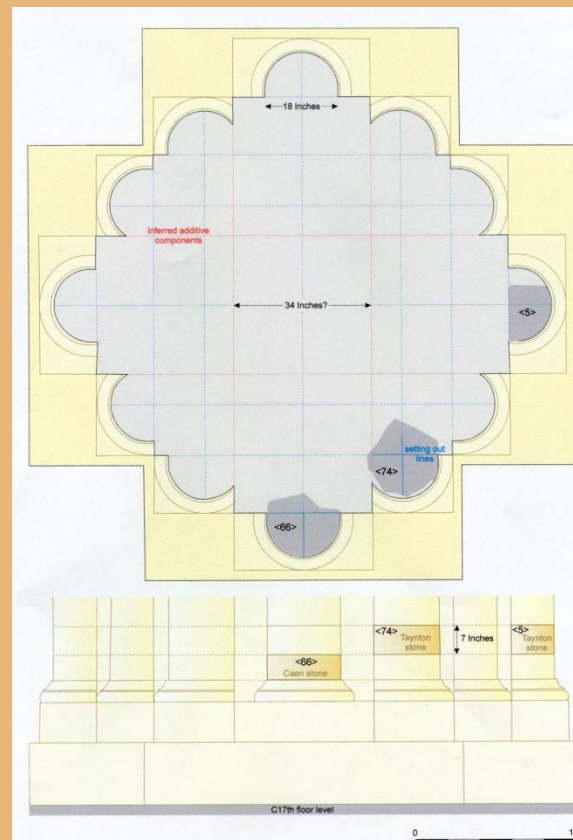 18 Inches
inferred additive
components
34 Inches?
<5>
setting out
lines
<74>
<66>
<74> Taynton
stone
7 Inches
<5>
Taynton
stone
<66>
Caen stone
C17th floor level
0
1